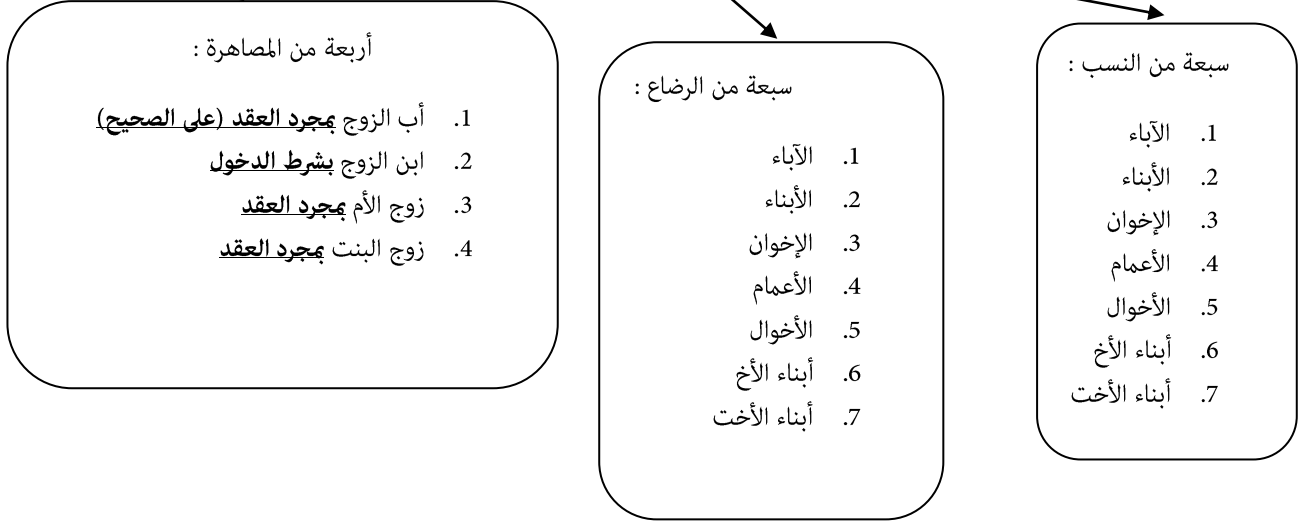 سبعة من النسب :
1. الآباء
2. الأبناء
3. الإخوان
4. الأعمام
5. الأخوال
6. أبناء الأخ
7. أبناء الأخت
سبعة من الرضاع :
1. الآباء
2. الأبناء
3. الإخوان
4. الأعمام
5. الأخوال
6. أبناء الأخ
7. أبناء الأخت
أربعة من المصاهرة :
1. أب الزوج بمجرد العقد (على الصحيح)
2. ابن الزوج بشرط الدخول
3. زوج الأم بمجرد العقد
4. زوج البنت بمجرد العقد